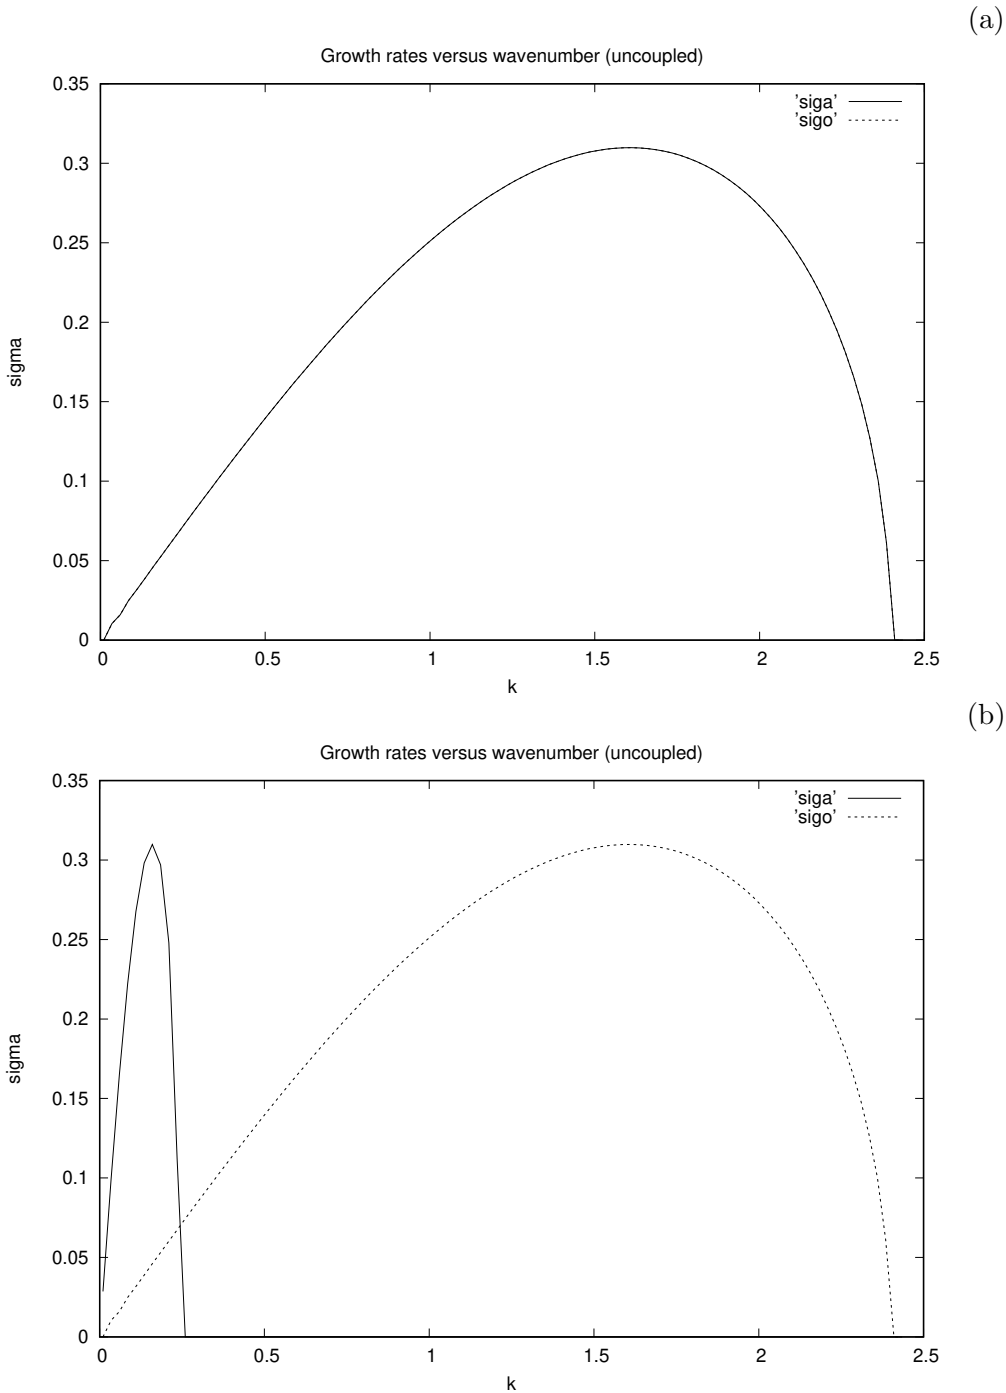 (a)
Growth rates versus wavenumber (uncoupled)
0.35
'siga'
'sigo'
0.3
0.25
0.2
sigma
0.15
0.1
0.05
0
0 0.5 1 1.5 2 2.5
k
(b)
Growth rates versus wavenumber (uncoupled)
0.35
'siga'
'sigo'
0.3
0.25
0.2
sigma
0.15
0.1
0.05
0
0 0.5 1 1.5 2 2.5
k